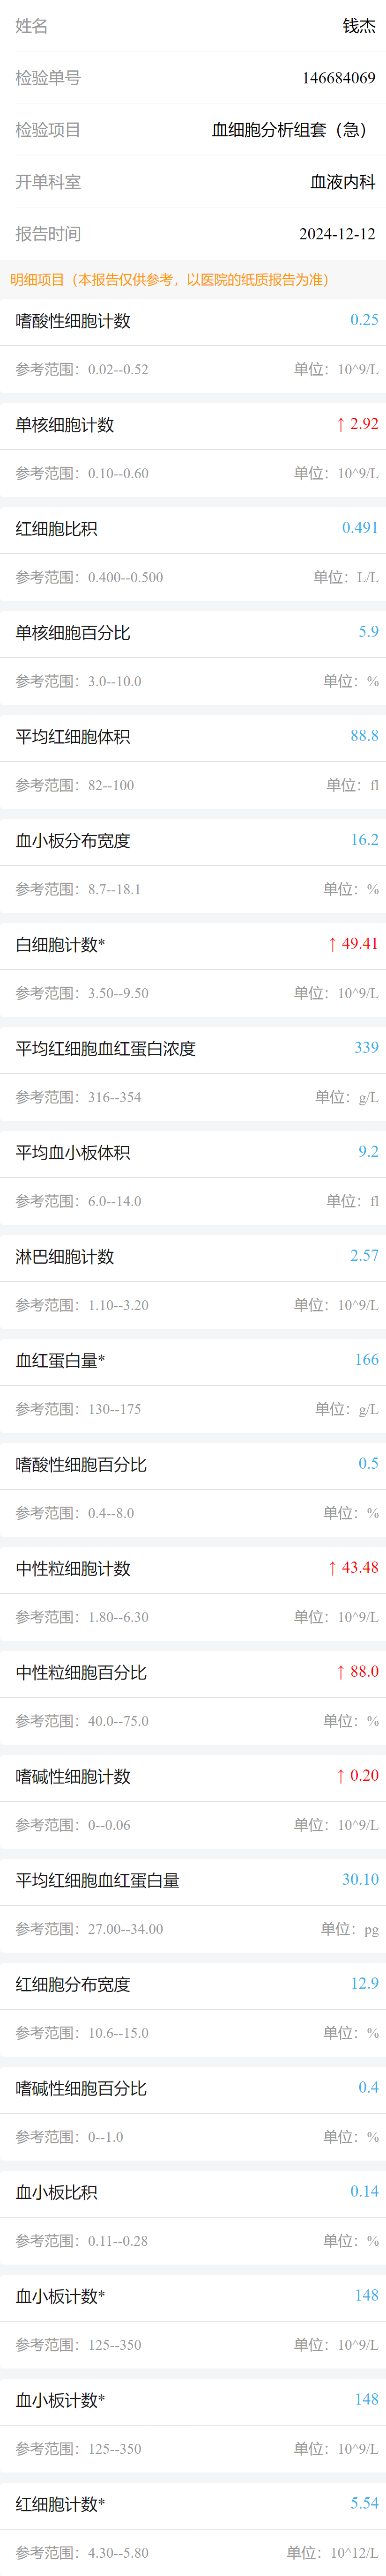 姓名 钱杰
检验单号 146684069
检验项目 血细胞分析组套（急）
开单科室 血液内科
报告时间 2024-12-12
明细项目（本报告仅供参考，以医院的纸质报告为准）
嗜酸性细胞计数 0.25
参考范围：0.02--0.52 单位：10^9/L
单核细胞计数 ↑ 2.92
参考范围：0.10--0.60 单位：10^9/L
红细胞比积 0.491
参考范围：0.400--0.500 单位：L/L
单核细胞百分比 5.9
参考范围：3.0--10.0 单位：%
平均红细胞体积 88.8
参考范围：82--100 单位：fl
血小板分布宽度 16.2
参考范围：8.7--18.1 单位：%
白细胞计数* ↑ 49.41
参考范围：3.50--9.50 单位：10^9/L
平均红细胞血红蛋白浓度 339
参考范围：316--354 单位：g/L
平均血小板体积 9.2
参考范围：6.0--14.0 单位：fl
淋巴细胞计数 2.57
参考范围：1.10--3.20 单位：10^9/L
血红蛋白量* 166
参考范围：130--175 单位：g/L
嗜酸性细胞百分比 0.5
参考范围：0.4--8.0 单位：%
中性粒细胞计数 ↑ 43.48
参考范围：1.80--6.30 单位：10^9/L
中性粒细胞百分比 ↑ 88.0
参考范围：40.0--75.0 单位：%
嗜碱性细胞计数 ↑ 0.20
参考范围：0--0.06 单位：10^9/L
平均红细胞血红蛋白量 30.10
参考范围：27.00--34.00 单位：pg
红细胞分布宽度 12.9
参考范围：10.6--15.0 单位：%
嗜碱性细胞百分比 0.4
参考范围：0--1.0 单位：%
血小板比积 0.14
参考范围：0.11--0.28 单位：%
血小板计数* 148
参考范围：125--350 单位：10^9/L
血小板计数* 148
参考范围：125--350 单位：10^9/L
红细胞计数* 5.54
参考范围：4.30--5.80 单位：10^12/L